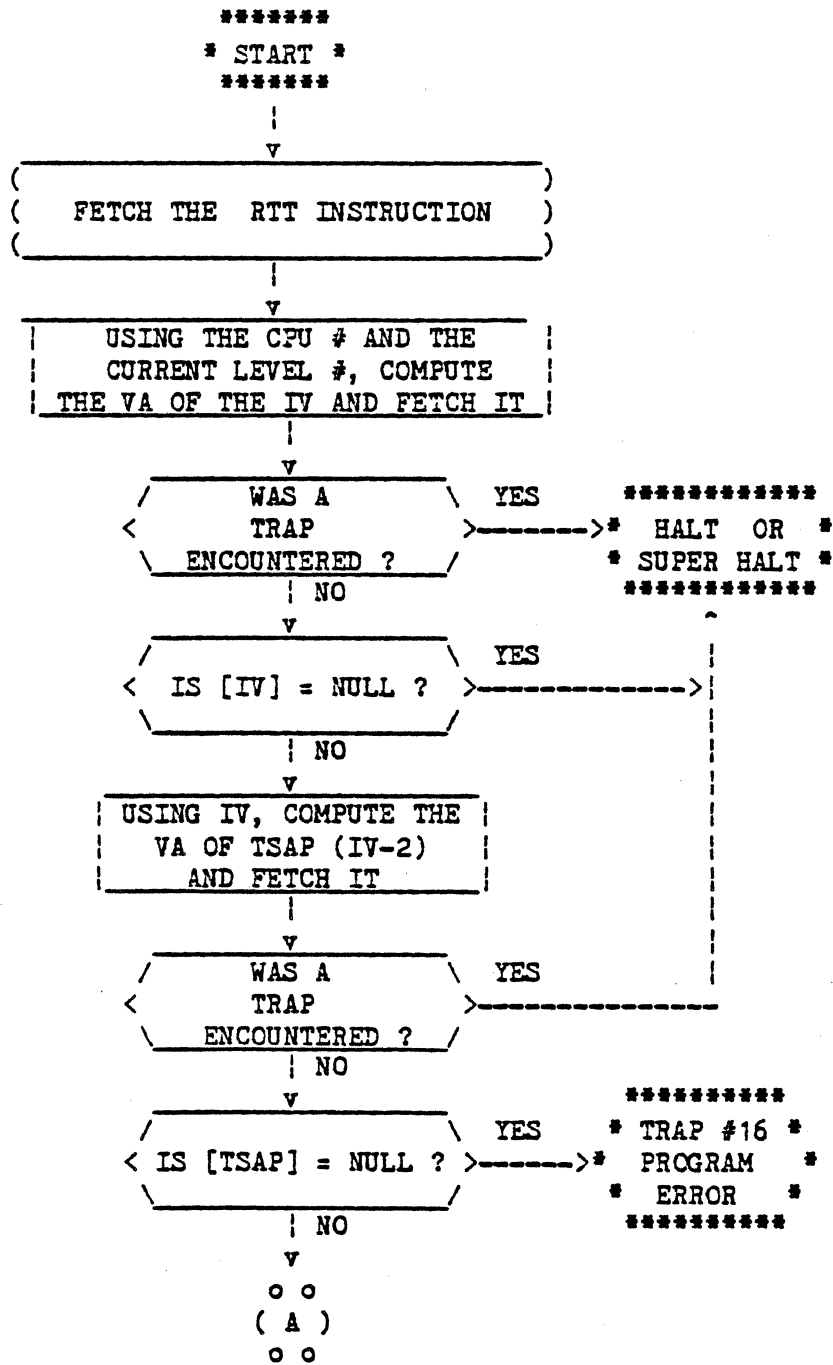 START
FETCH THE RTT INSTRUCTION
USING THE CPU # AND THE
CURRENT LEVEL #, COMPUTE
THE VA OF THE IV AND FETCH IT
WAS A
TRAP
ENCOUNTERED ?
YES
HALT OR
SUPER HALT
NO
IS [IV] = NULL ?
YES
NO
USING IV, COMPUTE THE
VA OF TSAP (IV-2)
AND FETCH IT
WAS A
TRAP
ENCOUNTERED ?
YES
NO
IS [TSAP] = NULL ?
YES
TRAP #16
PROGRAM
ERROR
NO
( A )